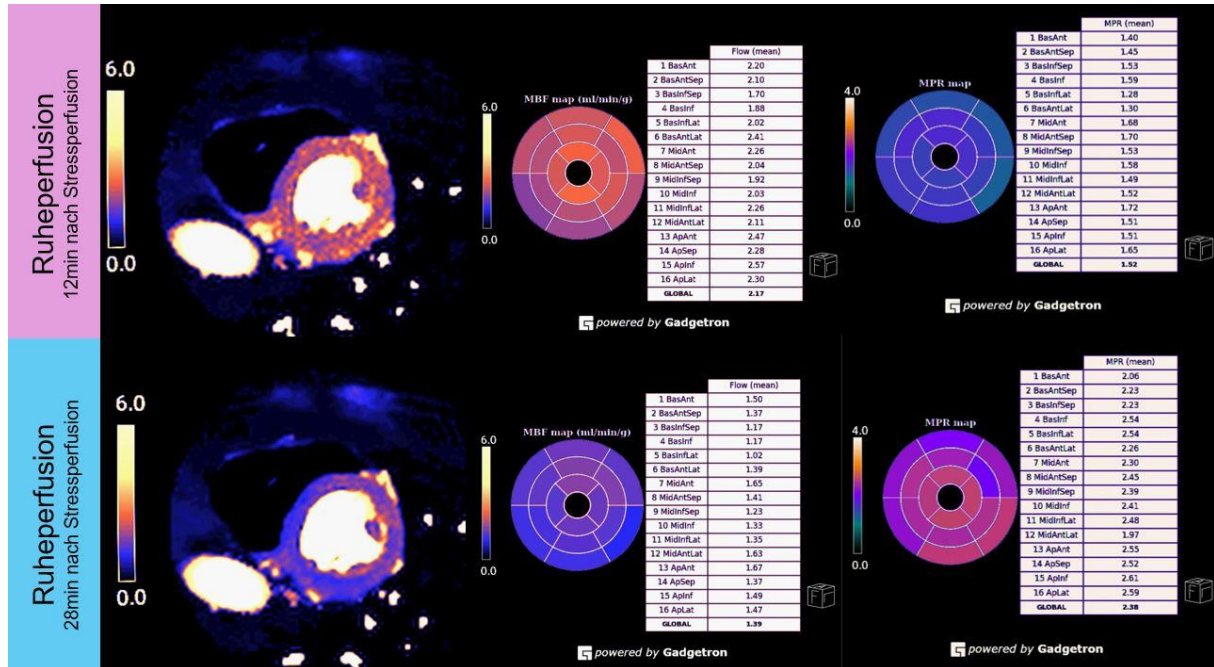 Ruheperfusion
12min nach Stressperfusion
6.0
0.0
MBF map (ml/min/g)
6.0
0.0
Flow (mean)
1 BasAnt 2.20
2 BasAntSep 2.10
3 BasInfSep 1.70
4 BasInf 1.88
5 BasInfLat 2.02
6 BasAntLat 2.41
7 MidAnt 2.26
8 MidAntSep 2.04
9 MidInfSep 1.92
10 MidInf 2.03
11 MidInfLat 2.26
12 MidAntLat 2.11
13 ApAnt 2.47
14 ApSep 2.28
15 ApInf 2.57
16 ApLat 2.30
GLOBAL 2.17
powered by Gadgetron
MPR map
4.0
0.0
MPR (mean)
1 BasAnt 1.40
2 BasAntSep 1.45
3 BasInfSep 1.53
4 BasInf 1.59
5 BasInfLat 1.28
6 BasAntLat 1.30
7 MidAnt 1.68
8 MidAntSep 1.70
9 MidInfSep 1.53
10 MidInf 1.58
11 MidInfLat 1.49
12 MidAntLat 1.52
13 ApAnt 1.72
14 ApSep 1.51
15 ApInf 1.51
16 ApLat 1.65
GLOBAL 1.52
powered by Gadgetron
Ruheperfusion
28min nach Stressperfusion
6.0
0.0
MBF map (ml/min/g)
6.0
0.0
Flow (mean)
1 BasAnt 1.50
2 BasAntSep 1.37
3 BasInfSep 1.17
4 BasInf 1.17
5 BasInfLat 1.02
6 BasAntLat 1.39
7 MidAnt 1.65
8 MidAntSep 1.41
9 MidInfSep 1.23
10 MidInf 1.33
11 MidInfLat 1.35
12 MidAntLat 1.63
13 ApAnt 1.67
14 ApSep 1.37
15 ApInf 1.49
16 ApLat 1.47
GLOBAL 1.39
powered by Gadgetron
MPR map
4.0
0.0
MPR (mean)
1 BasAnt 2.06
2 BasAntSep 2.23
3 BasInfSep 2.23
4 BasInf 2.54
5 BasInfLat 2.54
6 BasAntLat 2.26
7 MidAnt 2.30
8 MidAntSep 2.45
9 MidInfSep 2.39
10 MidInf 2.41
11 MidInfLat 2.48
12 MidAntLat 1.97
13 ApAnt 2.55
14 ApSep 2.52
15 ApInf 2.61
16 ApLat 2.59
GLOBAL 2.38
powered by Gadgetron